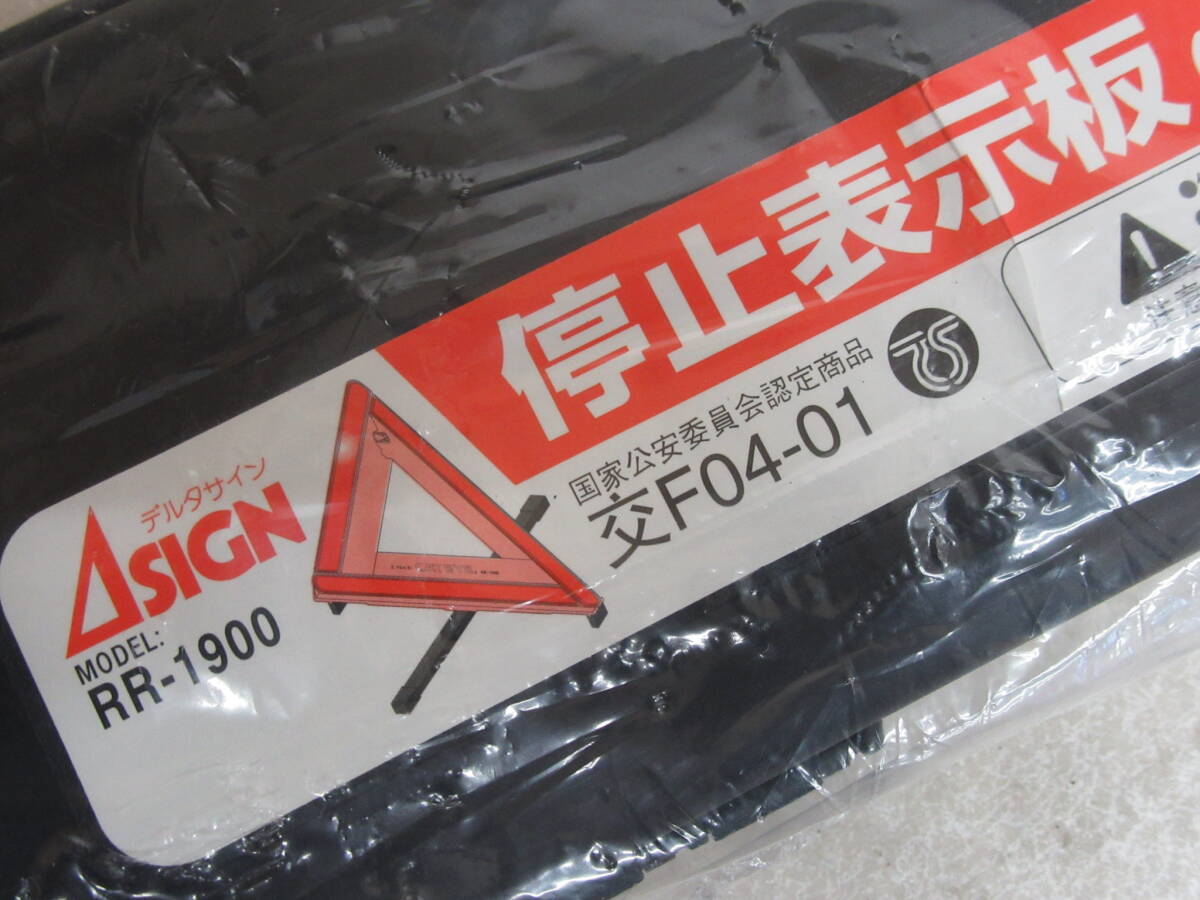 停止表示板
国家公安委員会認定商品
交F04-01
TS
デルタサイン
ΔSIGN
MODEL:
RR-1900